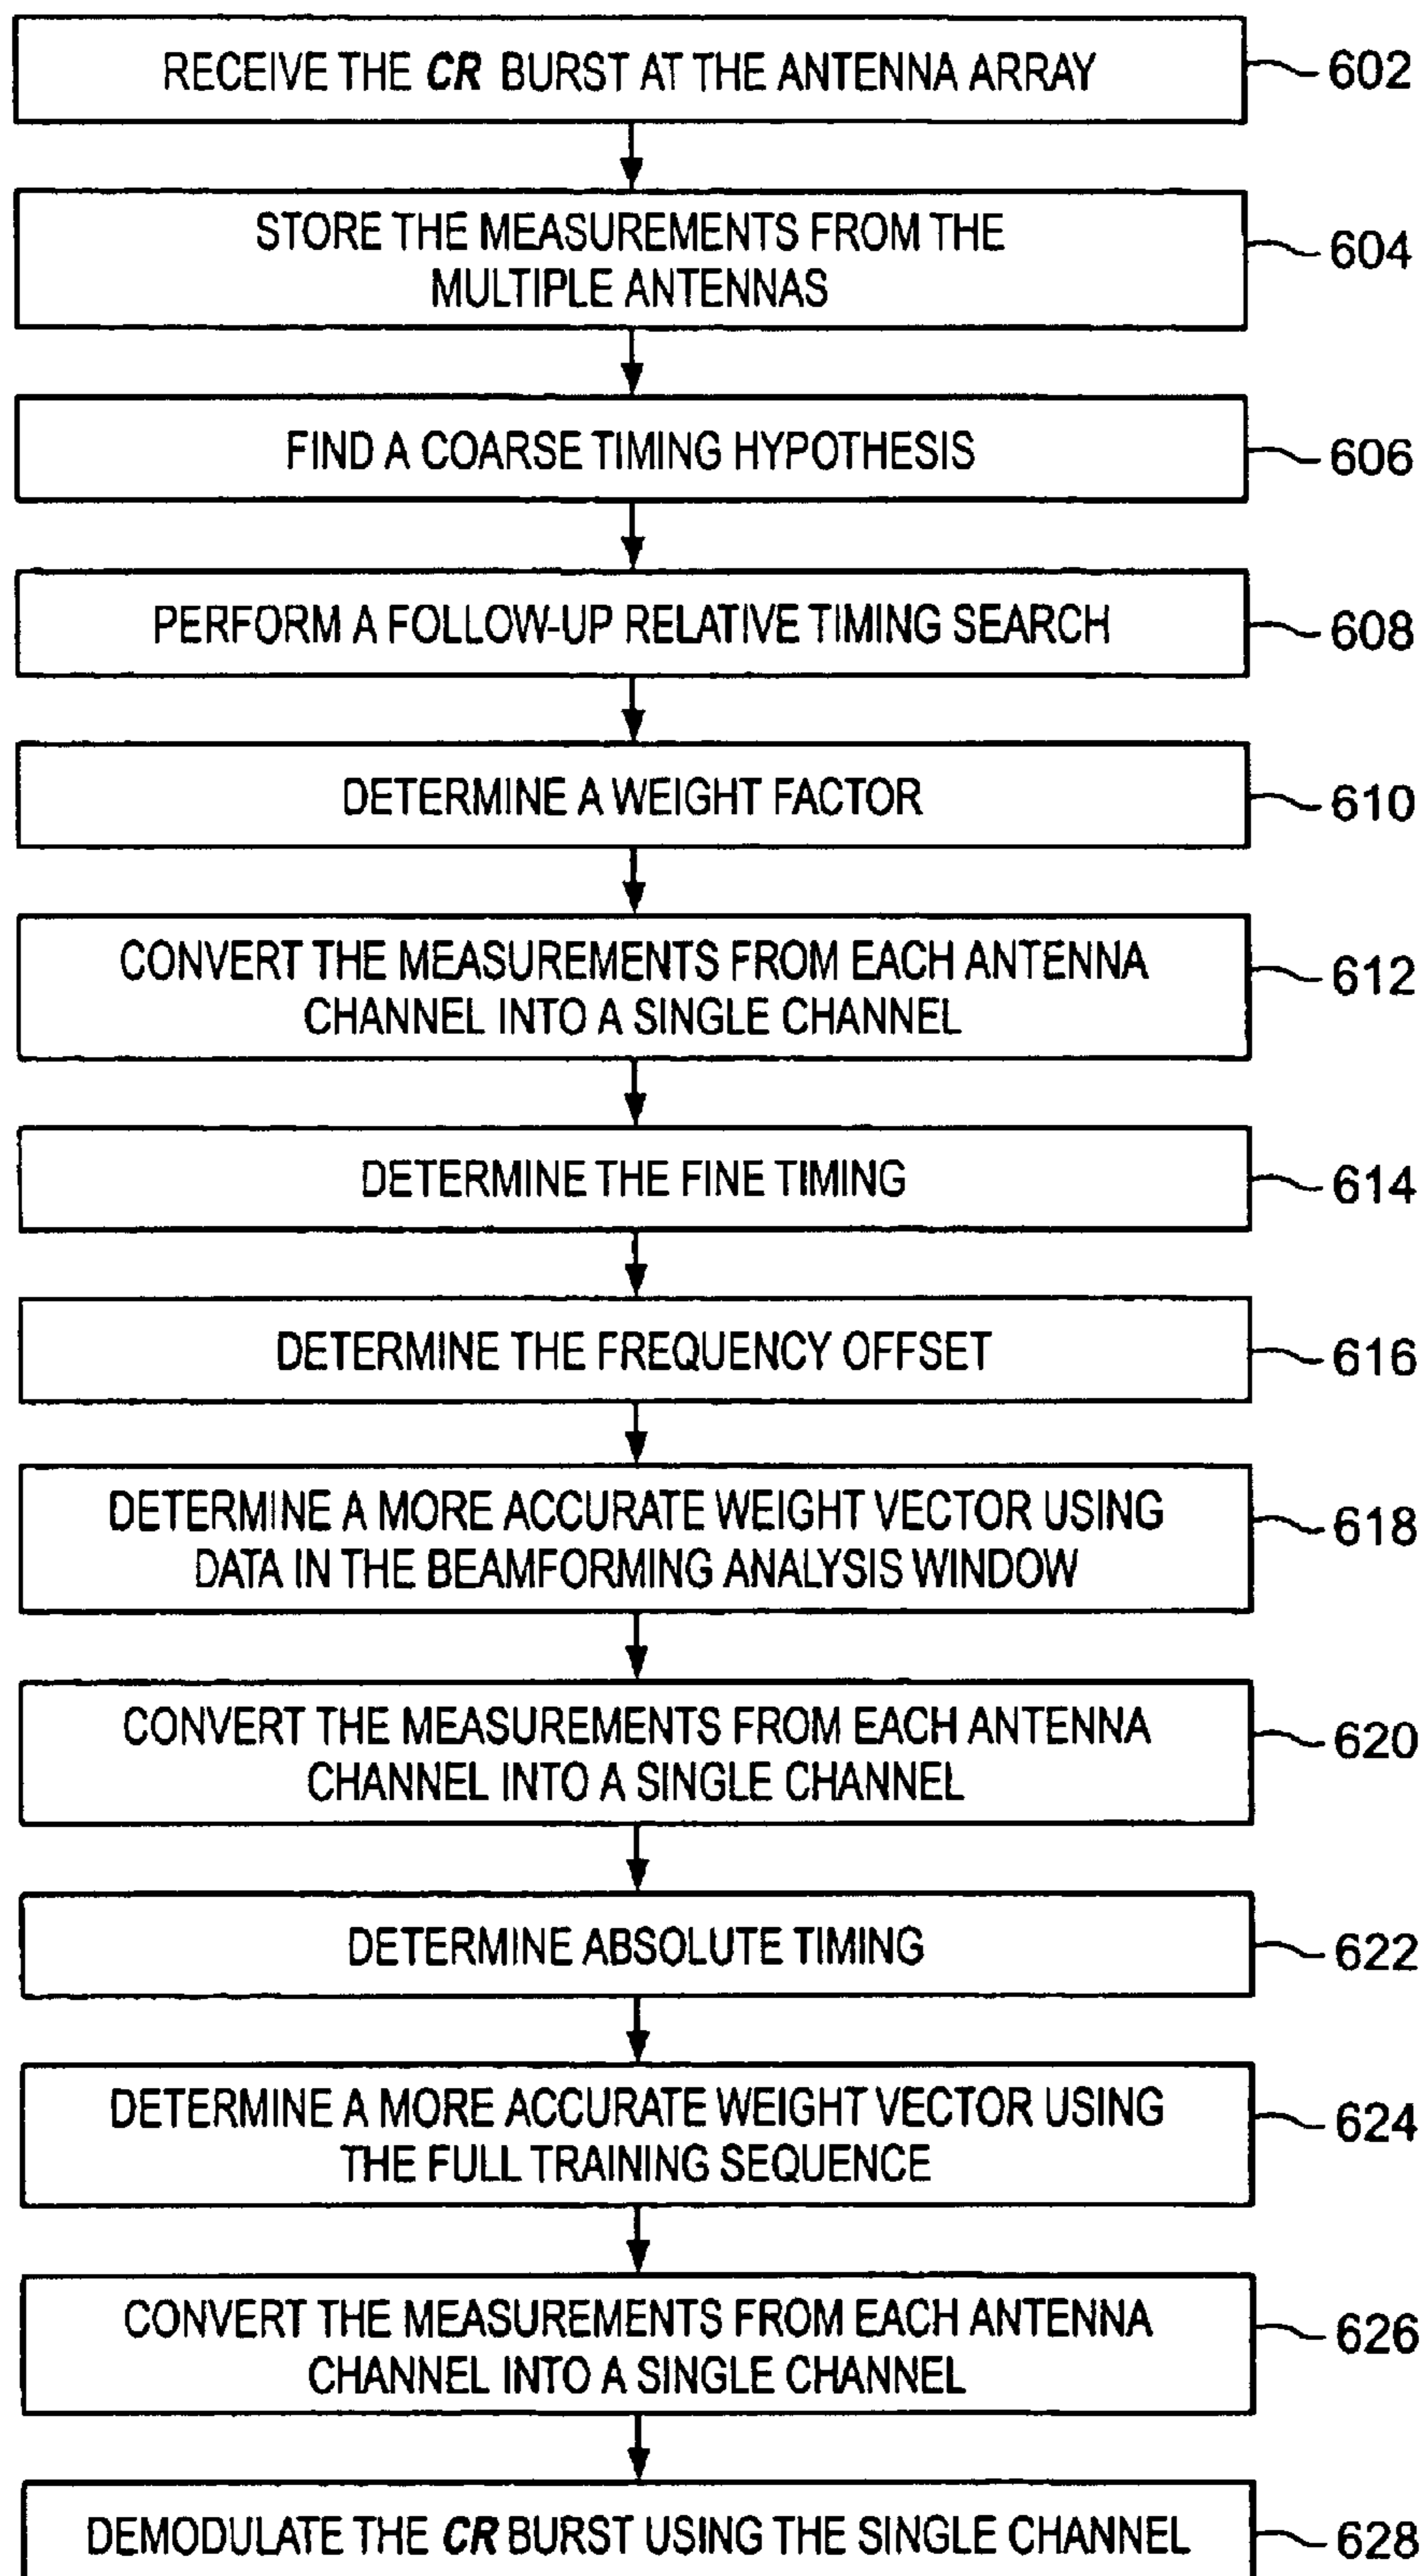 RECEIVE THE CR BURST AT THE ANTENNA ARRAY
602
STORE THE MEASUREMENTS FROM THE
MULTIPLE ANTENNAS
604
FIND A COARSE TIMING HYPOTHESIS
606
PERFORM A FOLLOW-UP RELATIVE TIMING SEARCH
608
DETERMINE A WEIGHT FACTOR
610
CONVERT THE MEASUREMENTS FROM EACH ANTENNA
CHANNEL INTO A SINGLE CHANNEL
612
DETERMINE THE FINE TIMING
614
DETERMINE THE FREQUENCY OFFSET
616
DETERMINE A MORE ACCURATE WEIGHT VECTOR USING
DATA IN THE BEAMFORMING ANALYSIS WINDOW
618
CONVERT THE MEASUREMENTS FROM EACH ANTENNA
CHANNEL INTO A SINGLE CHANNEL
620
DETERMINE ABSOLUTE TIMING
622
DETERMINE A MORE ACCURATE WEIGHT VECTOR USING
THE FULL TRAINING SEQUENCE
624
CONVERT THE MEASUREMENTS FROM EACH ANTENNA
CHANNEL INTO A SINGLE CHANNEL
626
DEMODULATE THE CR BURST USING THE SINGLE CHANNEL
628